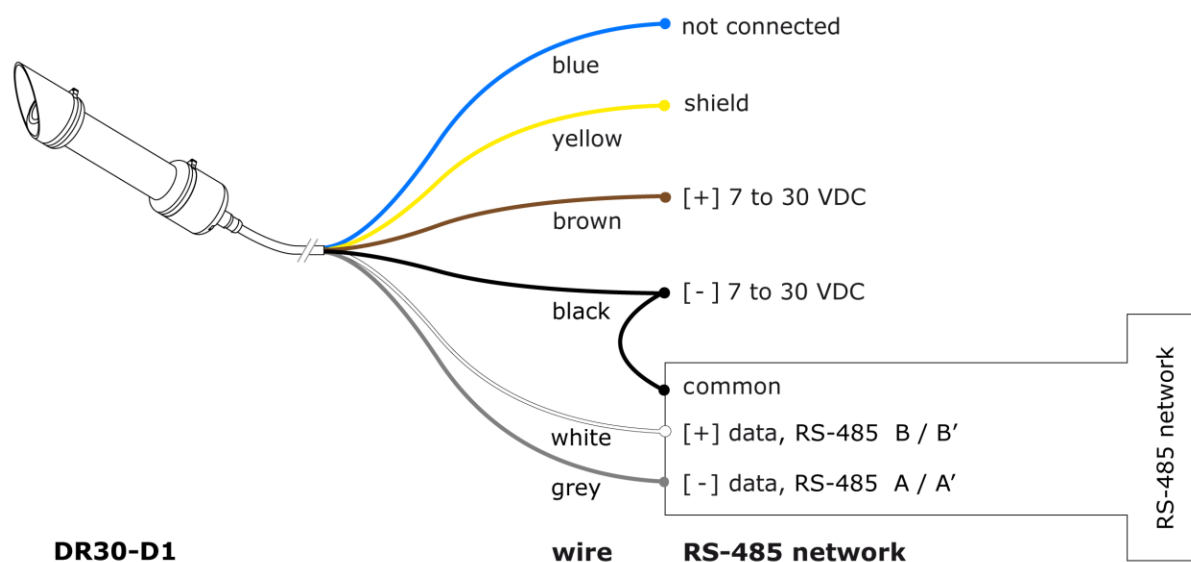 not connected
blue
shield
yellow
[+] 7 to 30 VDC
brown
[-] 7 to 30 VDC
black
common
[+] data, RS-485 B / B’
white
[-] data, RS-485 A / A’
grey
RS-485 network
DR30-D1 wire RS-485 network